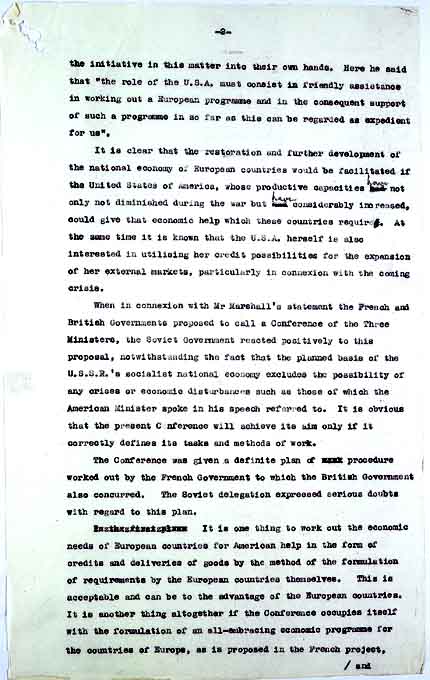 -2-
the initiative in this matter into their own hands. Here he said
that "the role of the U.S.A. must consist in friendly assistance
in working out a European programme and in the consequent support
of such a programme in so far as this can be regarded as expedient
for us".
It is clear that the restoration and further development of
the national economy of European countries would be facilitated if
the United States of America, whose productive capacities have not
only not diminished during the war but have considerably increased,
could give that economic help which these countries require. At
the same time it is known that the U.S.A. herself is also
interested in utilising her credit possibilities for the expansion
of her external markets, particularly in connexion with the coming
crisis.
When in connexion with Mr Marshall's statement the French and
British Governments proposed to call a Conference of the Three
Ministers, the Soviet Government reacted positively to this
proposal, notwithstanding the fact that the planned basis of the
U.S.S.R.'s socialist national economy excludes the possibility of
any crises or economic disturbances such as those of which the
American Minister spoke in his speech referred to. It is obvious
that the present Conference will achieve its aim only if it
correctly defines its tasks and methods of work.
The Conference was given a definite plan of procedure
worked out by the French Government to which the British Government
also concurred. The Soviet delegation expressed serious doubts
with regard to this plan.
It is one thing to work out the economic
needs of European countries for American help in the form of
credits and deliveries of goods by the method of the formulation
of requirements by the European countries themselves. This is
acceptable and can be to the advantage of the European countries.
It is another thing altogether if the Conference occupies itself
with the formulation of an all-embracing economic programme for
the countries of Europe, as is proposed in the French project,
/ and